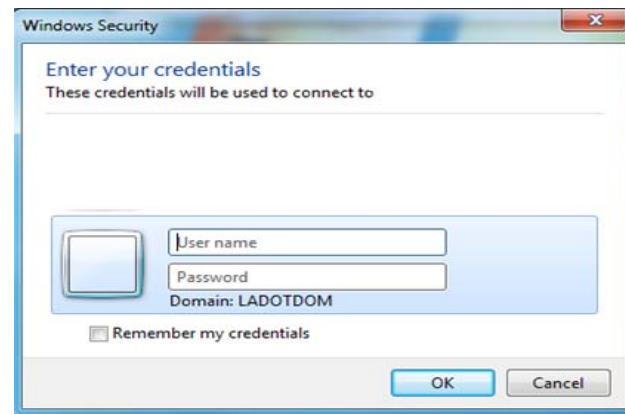 Windows Security
Enter your credentials
These credentials will be used to connect to
User name
Password
Domain: LADOTDOM
Remember my credentials
OK
Cancel